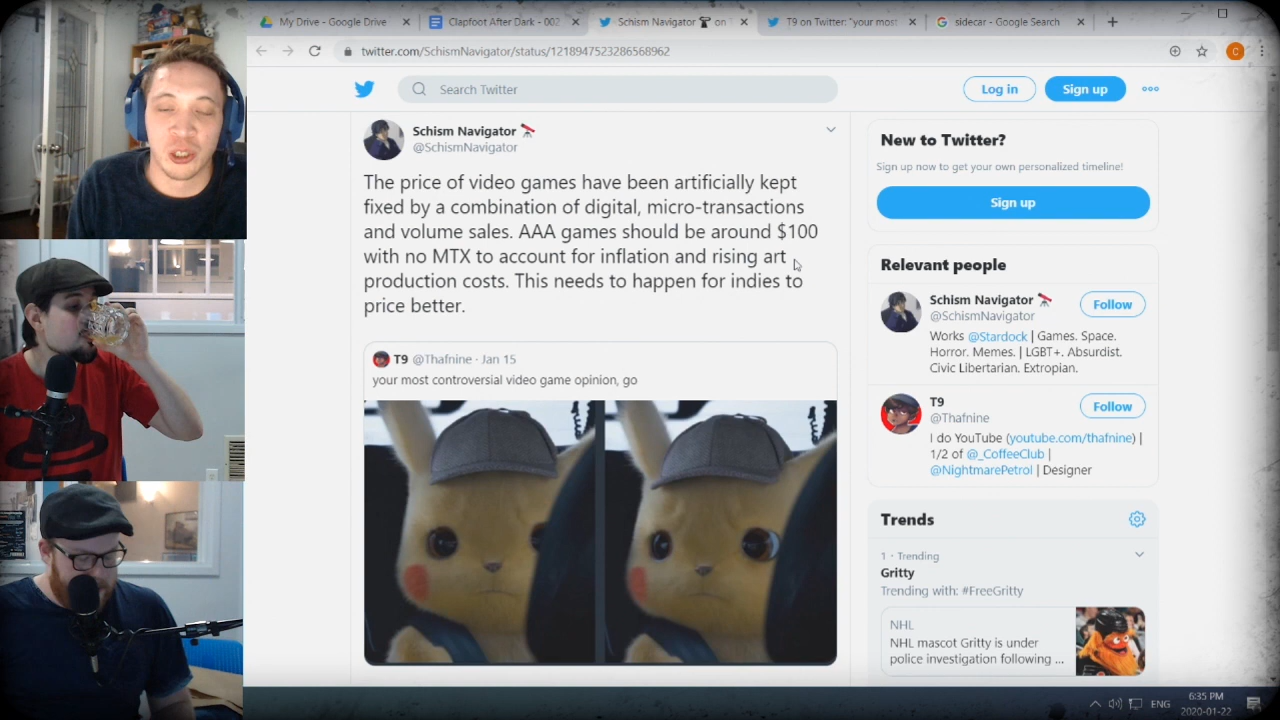 My Drive - Google Drive
Clapfoot After Dark - 002
Schism Navigator on T
T9 on Twitter: "your most
sidecar - Google Search
twitter.com/SchismNavigator/status/1218947523286568962
C
Search Twitter
Log in
Sign up
Schism Navigator
@SchismNavigator
The price of video games have been artificially kept
fixed by a combination of digital, micro-transactions
and volume sales. AAA games should be around $100
with no MTX to account for inflation and rising art
production costs. This needs to happen for indies to
price better.
T9 @Thafnine · Jan 15
your most controversial video game opinion, go
New to Twitter?
Sign up now to get your own personalized timeline!
Sign up
Relevant people
Schism Navigator
Follow
@SchismNavigator
Works @Stardock | Games. Space.
Horror. Memes. | LGBT+. Absurdist.
Civic Libertarian. Extropian.
T9
Follow
@Thafnine
I do YouTube (youtube.com/thafnine) |
1/2 of @_CoffeeClub |
@NightmarePetrol | Designer
Trends
1 · Trending
Gritty
Trending with: #FreeGritty
NHL
NHL mascot Gritty is under
police investigation following ...
ENG
6:35 PM
2020-01-22